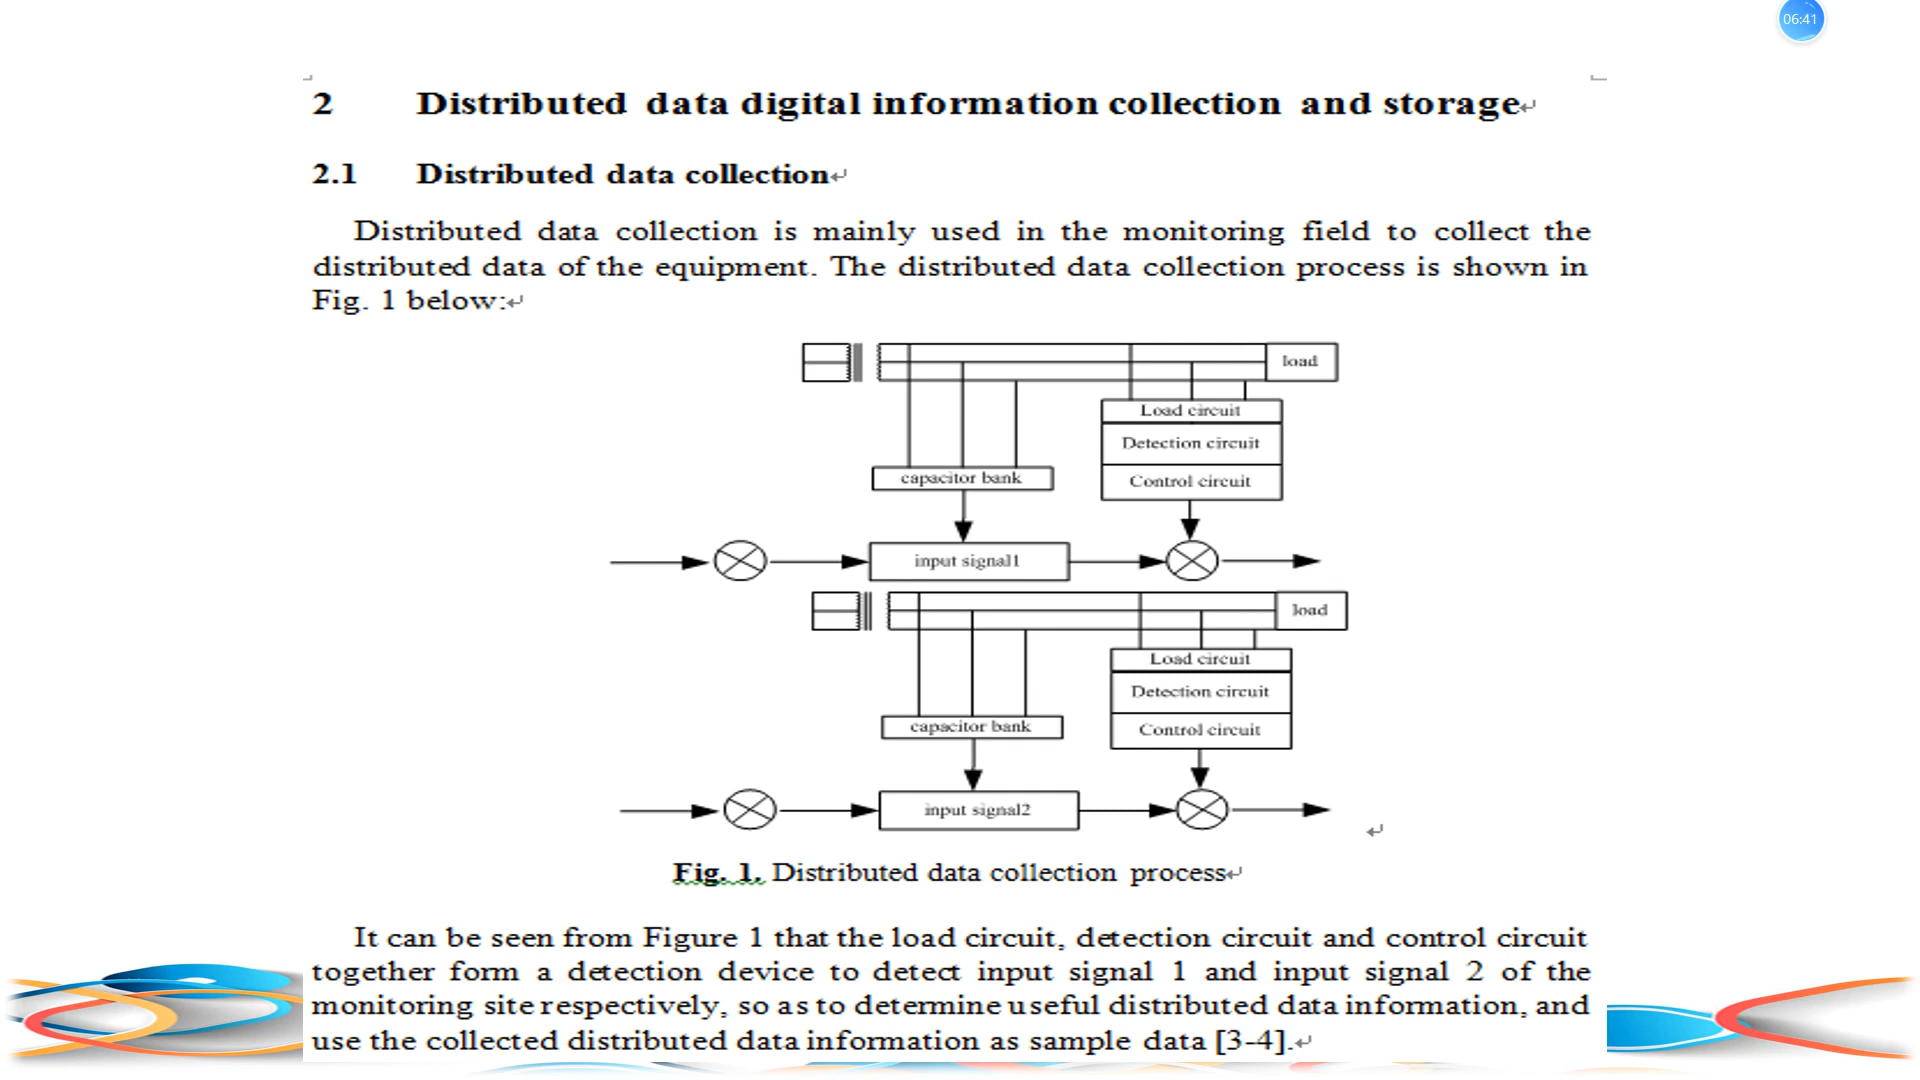 06:41
2 Distributed data digital information collection and storage
2.1 Distributed data collection
Distributed data collection is mainly used in the monitoring field to collect the
distributed data of the equipment. The distributed data collection process is shown in
Fig. 1 below:
load
Load circuit
Detection circuit
capacitor bank
Control circuit
input signal1
load
Load circuit
Detection circuit
capacitor bank
Control circuit
input signal2
Fig. 1. Distributed data collection process
It can be seen from Figure 1 that the load circuit, detection circuit and control circuit
together form a detection device to detect input signal 1 and input signal 2 of the
monitoring site respectively, so as to determine useful distributed data information, and
use the collected distributed data information as sample data [3-4].